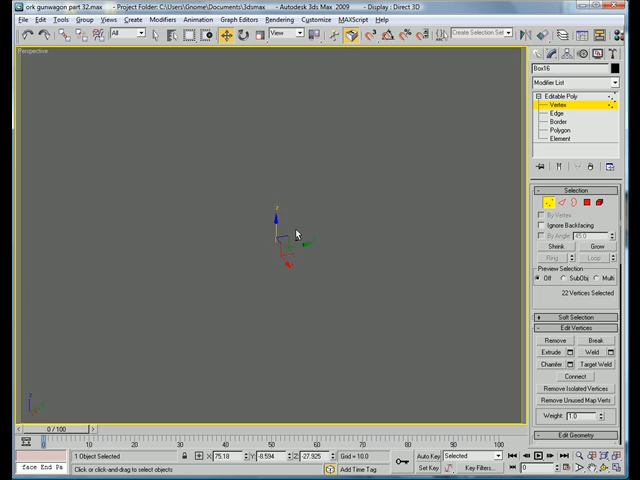 ork gunwagon part 32.max - Project Folder: C:\Users\Gnome\Documents\3dsmax - Autodesk 3ds Max 2009 - Display : Direct 3D
File Edit Tools Group Views Create Modifiers Animation Graph Editors Rendering Customize MAXScript Help
All View Create Selection Set
Perspective
Box16
Modifier List
Editable Poly
Vertex
Edge
Border
Polygon
Element
Selection
By Vertex
Ignore Backfacing
By Angle: 45.0
Shrink Grow
Ring Loop
Preview Selection
Off SubObj Multi
22 Vertices Selected
Soft Selection
Edit Vertices
Remove Break
Extrude Weld
Chamfer Target Weld
Connect
Remove Isolated Vertices
Remove Unused Map Verts
Weight: 1.0
Edit Geometry
z
z
0 / 100
0 10 20 30 40 50 60 70 80 90 100
1 Object Selected X: 75.18 Y: -8.594 Z: -27.925 Grid = 10.0 Auto Key Selected
face End Pa Click or click-and-drag to select objects Add Time Tag Set Key Key Filters... 0